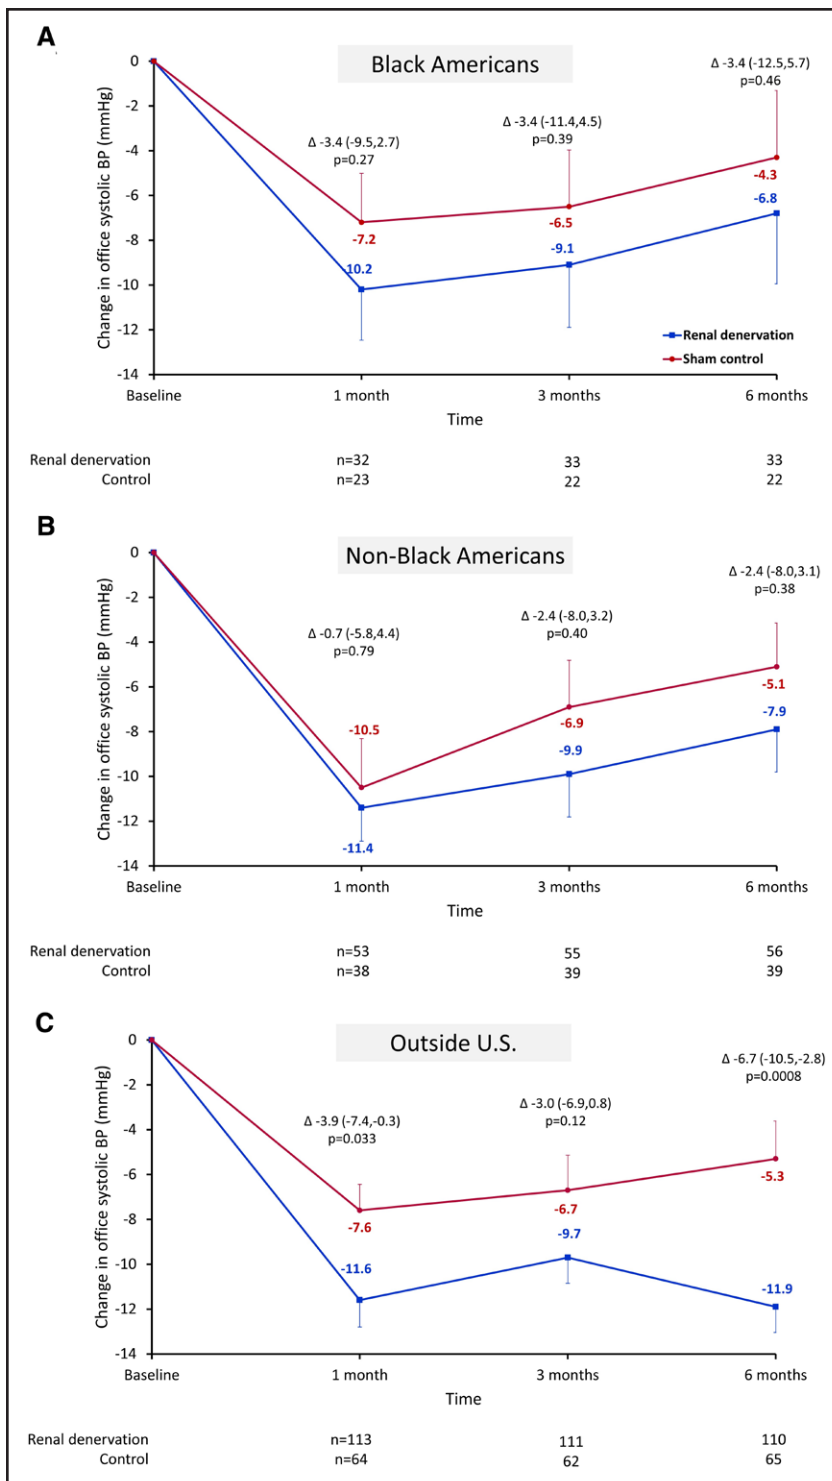 A
Black Americans
Change in office systolic BP (mmHg)
0
-2
-4
-6
-8
-10
-12
-14
Δ -3.4 (-9.5,2.7)
p=0.27
Δ -3.4 (-11.4,4.5)
p=0.39
Δ -3.4 (-12.5,5.7)
p=0.46
-7.2
-6.5
-4.3
-10.2
-9.1
-6.8
Renal denervation
Sham control
Baseline 1 month 3 months 6 months
Time
Renal denervation n=32 33 33
Control n=23 22 22
B
Non-Black Americans
Change in office systolic BP (mmHg)
0
-2
-4
-6
-8
-10
-12
-14
Δ -0.7 (-5.8,4.4)
p=0.79
Δ -2.4 (-8.0,3.2)
p=0.40
Δ -2.4 (-8.0,3.1)
p=0.38
-10.5
-6.9
-5.1
-11.4
-9.9
-7.9
Baseline 1 month 3 months 6 months
Time
Renal denervation n=53 55 56
Control n=38 39 39
C
Outside U.S.
Change in office systolic BP (mmHg)
0
-2
-4
-6
-8
-10
-12
-14
Δ -3.9 (-7.4,-0.3)
p=0.033
Δ -3.0 (-6.9,0.8)
p=0.12
Δ -6.7 (-10.5,-2.8)
p=0.0008
-7.6
-6.7
-5.3
-11.6
-9.7
-11.9
Baseline 1 month 3 months 6 months
Time
Renal denervation n=113 111 110
Control n=64 62 65